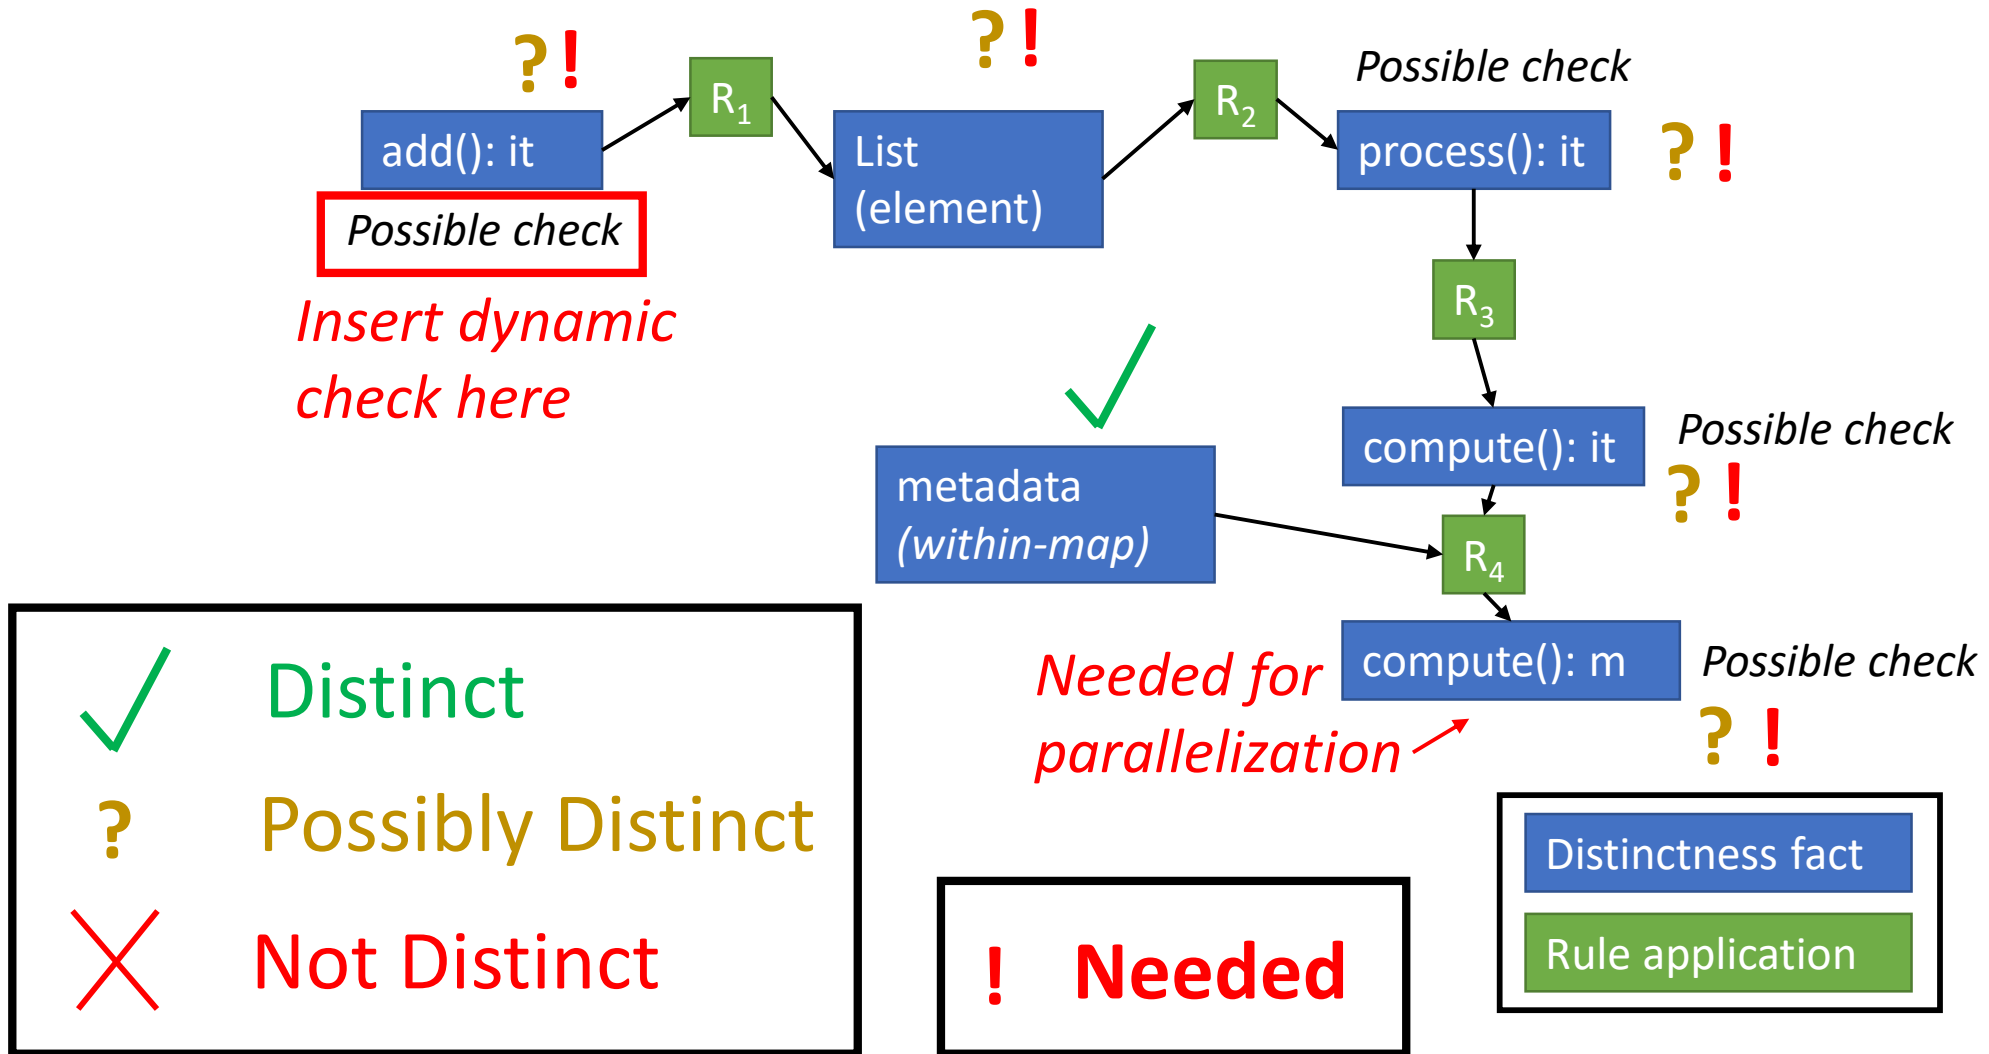 ? !
? !
R1
R2
Possible check
add(): it
List
(element)
process(): it
? !
Possible check
Insert dynamic
check here
R3
compute(): it
Possible check
? !
metadata
(within-map)
R4
compute(): m
Possible check
? !
Needed for
parallelization
Distinct
? Possibly Distinct
Not Distinct
! Needed
Distinctness fact
Rule application